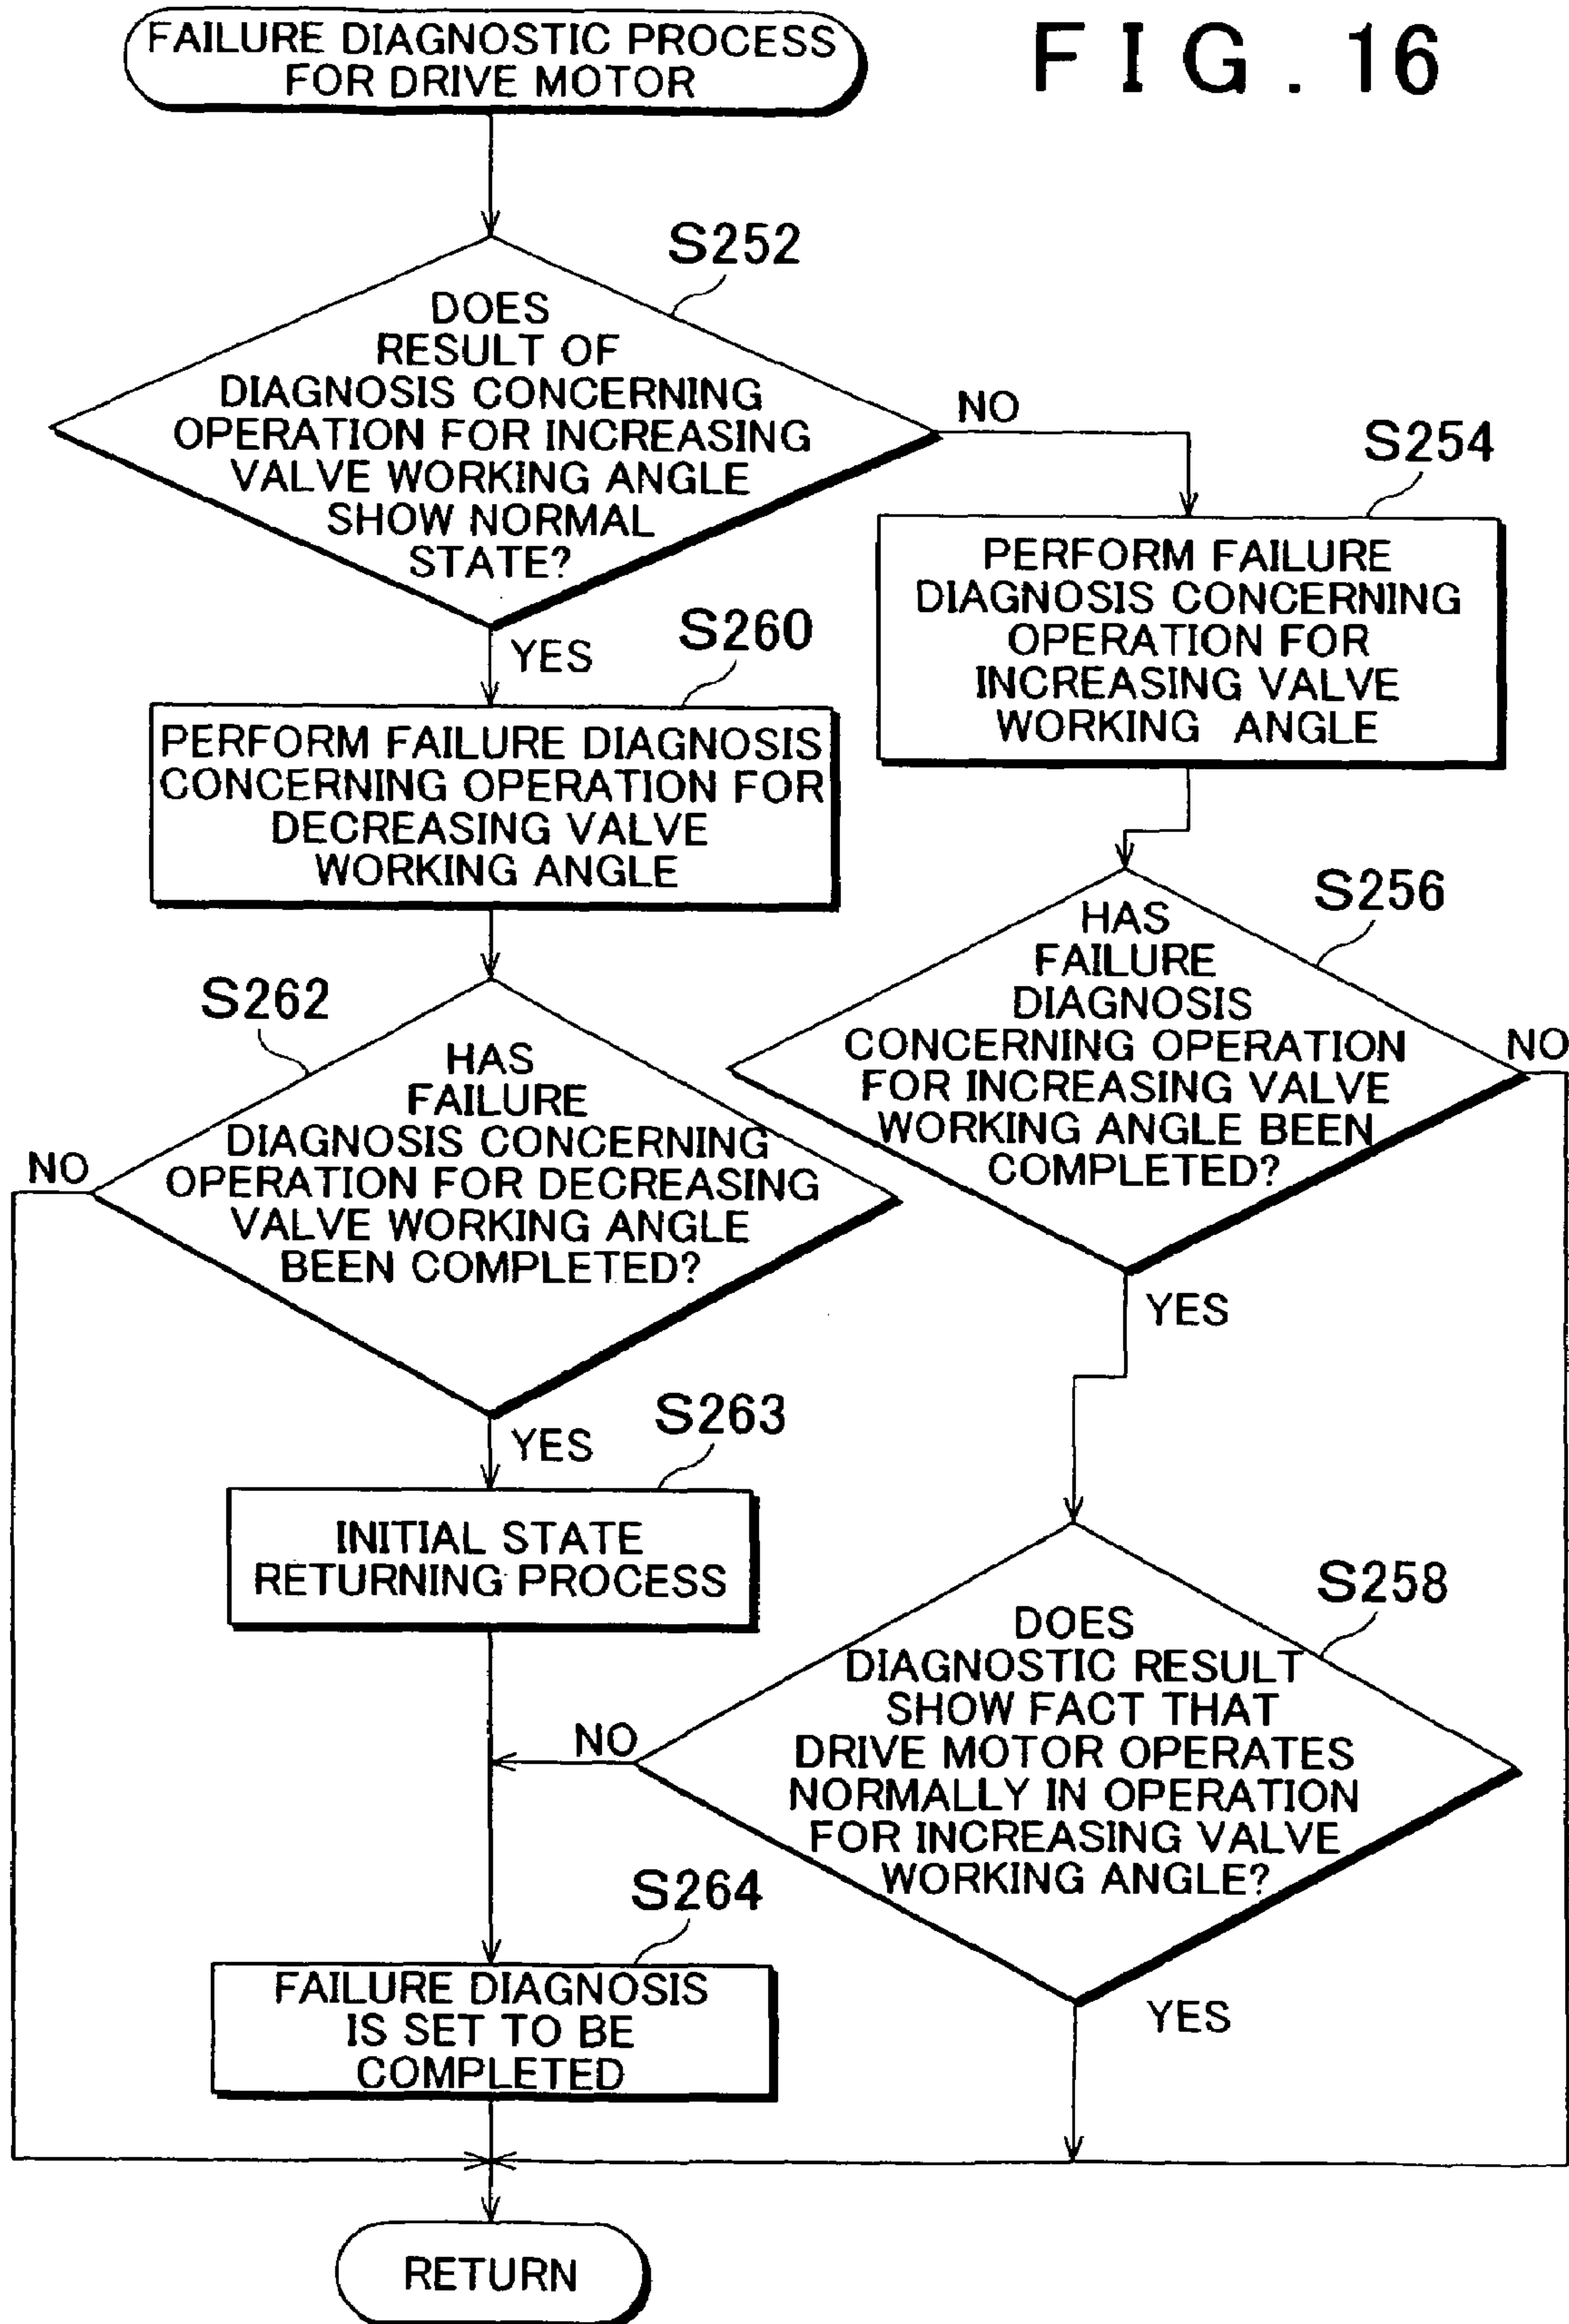 FIG.16
FAILURE DIAGNOSTIC PROCESS
FOR DRIVE MOTOR
S252
DOES
RESULT OF
DIAGNOSIS CONCERNING
OPERATION FOR INCREASING
VALVE WORKING ANGLE
SHOW NORMAL
STATE?
NO
YES
S254
PERFORM FAILURE
DIAGNOSIS CONCERNING
OPERATION FOR
INCREASING VALVE
WORKING ANGLE
S260
PERFORM FAILURE DIAGNOSIS
CONCERNING OPERATION FOR
DECREASING VALVE
WORKING ANGLE
S256
HAS
FAILURE
DIAGNOSIS
CONCERNING OPERATION
FOR INCREASING VALVE
WORKING ANGLE BEEN
COMPLETED?
NO
YES
S262
HAS
FAILURE
DIAGNOSIS CONCERNING
OPERATION FOR DECREASING
VALVE WORKING ANGLE
BEEN COMPLETED?
NO
YES
S263
INITIAL STATE
RETURNING PROCESS
S258
DOES
DIAGNOSTIC RESULT
SHOW FACT THAT
DRIVE MOTOR OPERATES
NORMALLY IN OPERATION
FOR INCREASING VALVE
WORKING ANGLE?
NO
YES
S264
FAILURE DIAGNOSIS
IS SET TO BE
COMPLETED
RETURN